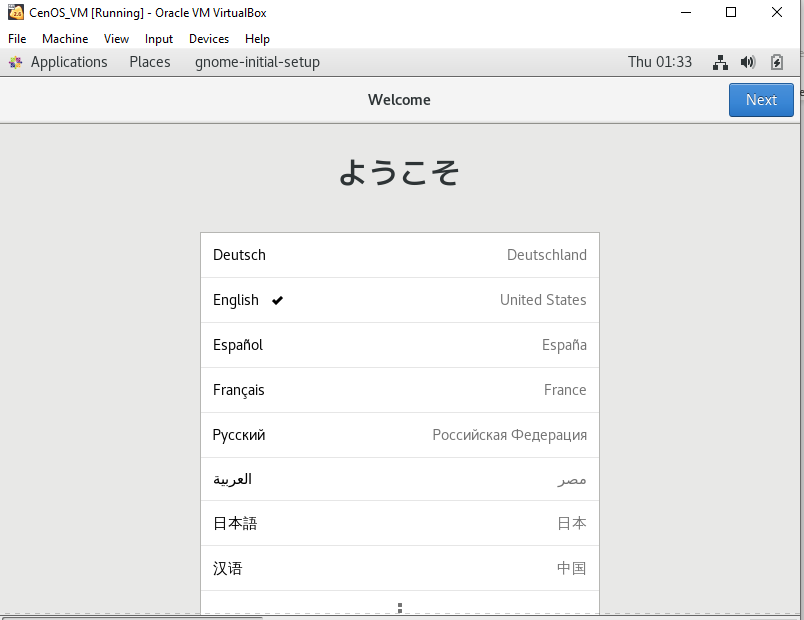 CenOS_VM [Running] - Oracle VM VirtualBox
File Machine View Input Devices Help
Applications Places gnome-initial-setup Thu 01:33
Welcome Next
ようこそ
Deutsch Deutschland
English United States
Español España
Français France
Русский Российская Федерация
العربية مصر
日本語 日本
汉语 中国